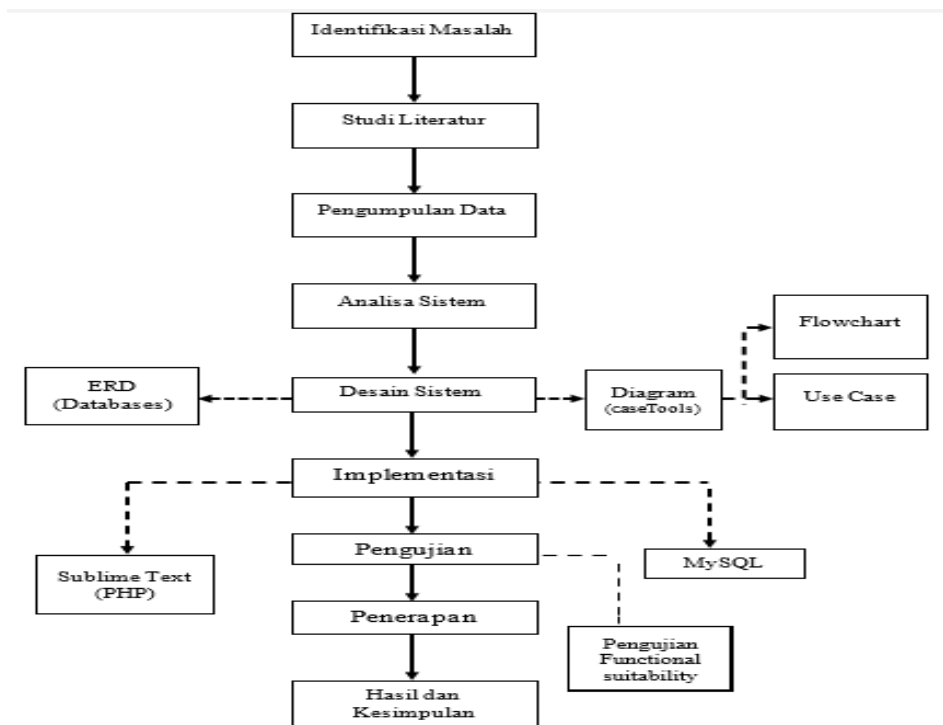 Identifikasi Masalah
Studi Literatur
Pengumpulan Data
Analisa Sistem
Flowchart
ERD
(Databases)
Desain Sistem
Diagram
(caseTools)
Use Case
Implementasi
Pengujian
Sublime Text
(PHP)
MySQL
Penerapan
Pengujian
Functional
suitability
Hasil dan
Kesimpulan